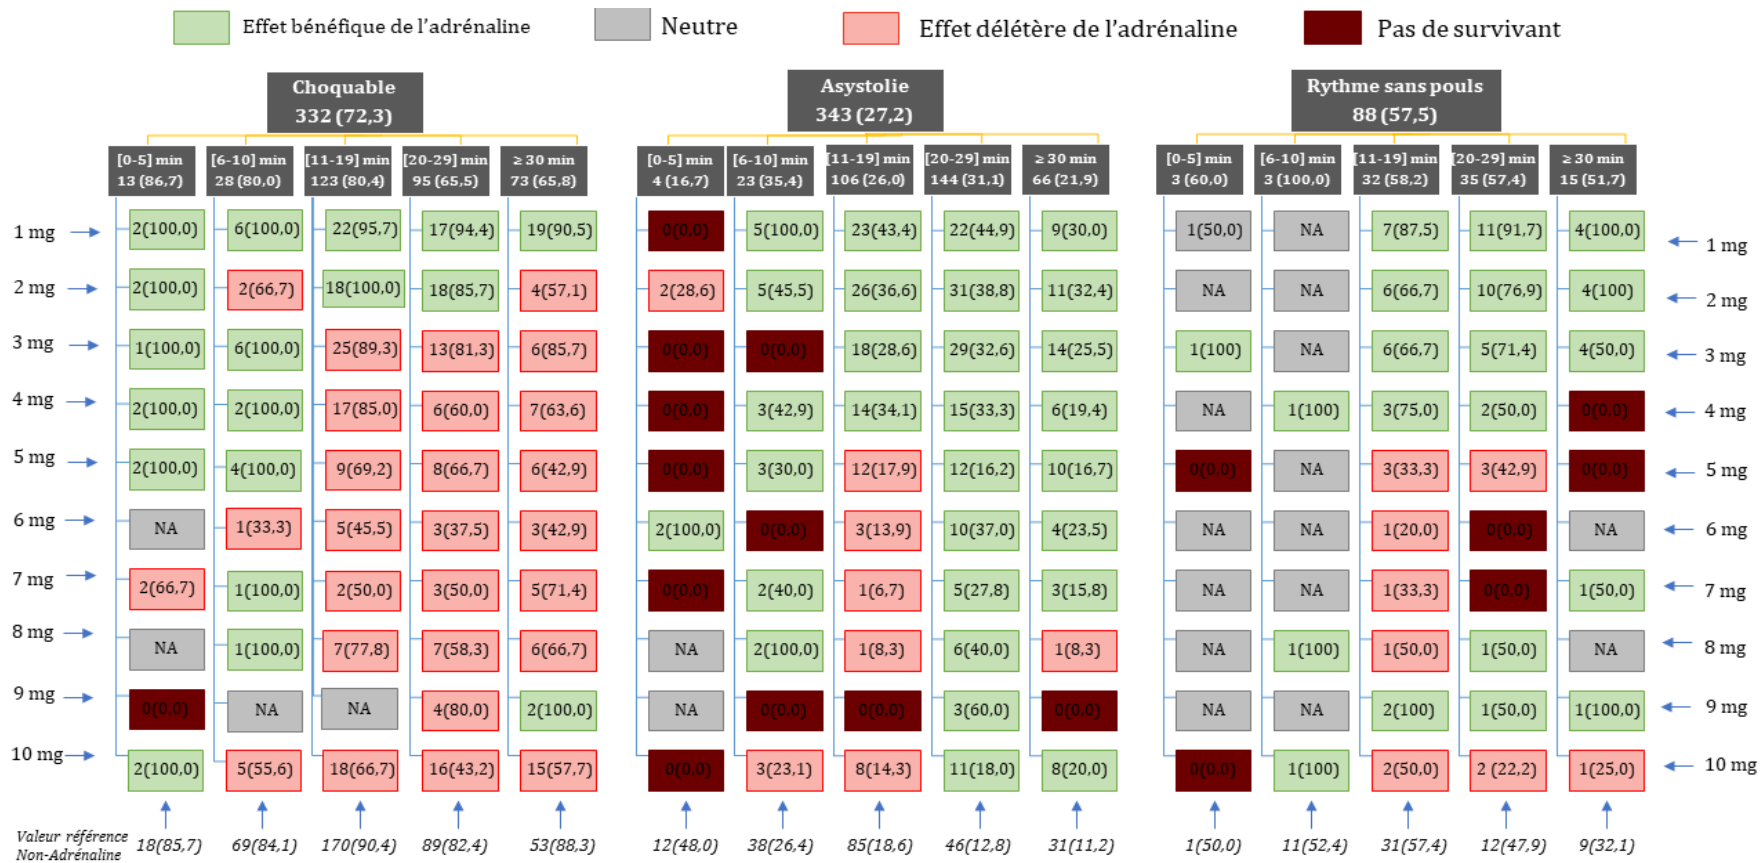 Effet bénéfique de l'adrénaline Neutre Effet délétère de l'adrénaline Pas de survivant
Choquable Asystolie Rythme sans pouls
332 (72,3) 343 (27,2) 88 (57,5)
[0-5] min [6-10] min [11-19] min [20-29] min ≥ 30 min [0-5] min [6-10] min [11-19] min [20-29] min ≥ 30 min [0-5] min [6-10] min [11-19] min [20-29] min ≥ 30 min
13 (86,7) 28 (80,0) 123 (80,4) 95 (65,5) 73 (65,8) 4 (16,7) 23 (35,4) 106 (26,0) 144 (31,1) 66 (21,9) 3 (60,0) 3 (100,0) 32 (58,2) 35 (57,4) 15 (51,7)
1 mg 2(100,0) 6(100,0) 22(95,7) 17(94,4) 19(90,5) 0(0,0) 5(100,0) 23(43,4) 22(44,9) 9(30,0) 1(50,0) NA 7(87,5) 11(91,7) 4(100,0) 1 mg
2 mg 2(100,0) 2(66,7) 18(100,0) 18(85,7) 4(57,1) 2(28,6) 5(45,5) 26(36,6) 31(38,8) 11(32,4) NA NA 6(66,7) 10(76,9) 4(100) 2 mg
3 mg 1(100,0) 6(100,0) 25(89,3) 13(81,3) 6(85,7) 0(0,0) 0(0,0) 18(28,6) 29(32,6) 14(25,5) 1(100) NA 6(66,7) 5(71,4) 4(50,0) 3 mg
4 mg 2(100,0) 2(100,0) 17(85,0) 6(60,0) 7(63,6) 0(0,0) 3(42,9) 14(34,1) 15(33,3) 6(19,4) NA 1(100) 3(75,0) 2(50,0) 0(0,0) 4 mg
5 mg 2(100,0) 4(100,0) 9(69,2) 8(66,7) 6(42,9) 0(0,0) 3(30,0) 12(17,9) 12(16,2) 10(16,7) 0(0,0) NA 3(33,3) 3(42,9) 0(0,0) 5 mg
6 mg NA 1(33,3) 5(45,5) 3(37,5) 3(42,9) 2(100,0) 0(0,0) 3(13,9) 10(37,0) 4(23,5) NA NA 1(20,0) 0(0,0) NA 6 mg
7 mg 2(66,7) 1(100,0) 2(50,0) 3(50,0) 5(71,4) 0(0,0) 2(40,0) 1(6,7) 5(27,8) 3(15,8) NA NA 1(33,3) 0(0,0) 1(50,0) 7 mg
8 mg NA 1(100,0) 7(77,8) 7(58,3) 6(66,7) NA 2(100,0) 1(8,3) 6(40,0) 1(8,3) NA 1(100) 1(50,0) 1(50,0) NA 8 mg
9 mg 0(0,0) NA NA 4(80,0) 2(100,0) NA 0(0,0) 0(0,0) 3(60,0) 0(0,0) NA NA 2(100) 1(50,0) 1(100,0) 9 mg
10 mg 2(100,0) 5(55,6) 18(66,7) 16(43,2) 15(57,7) 0(0,0) 3(23,1) 8(14,3) 11(18,0) 8(20,0) 0(0,0) 1(100) 2(50,0) 2 (22,2) 1(25,0) 10 mg
Valeur référence
Non-Adrénaline 18(85,7) 69(84,1) 170(90,4) 89(82,4) 53(88,3) 12(48,0) 38(26,4) 85(18,6) 46(12,8) 31(11,2) 1(50,0) 11(52,4) 31(57,4) 12(47,9) 9(32,1)